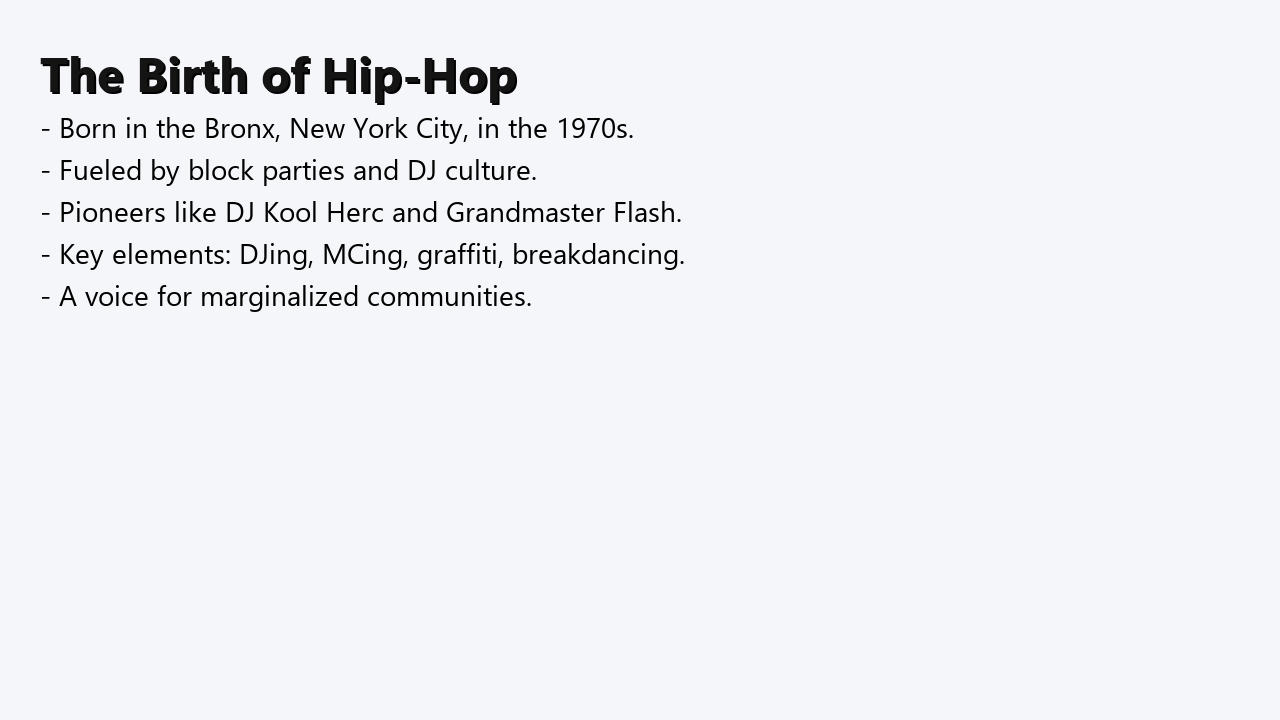 The Birth of Hip-Hop
- Born in the Bronx, New York City, in the 1970s.
- Fueled by block parties and DJ culture.
- Pioneers like DJ Kool Herc and Grandmaster Flash.
- Key elements: DJing, MCing, graffiti, breakdancing.
- A voice for marginalized communities.